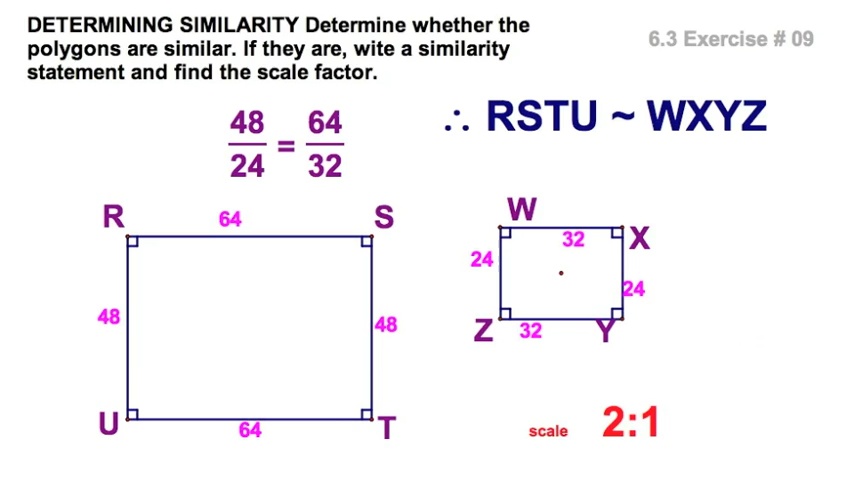 DETERMINING SIMILARITY Determine whether the
polygons are similar. If they are, wite a similarity
statement and find the scale factor.
6.3 Exercise # 09
48/24 = 64/32
∴ RSTU ~ WXYZ
R
64
S
48
48
U
64
T
W
32
X
24
24
Z
32
Y
scale 2:1